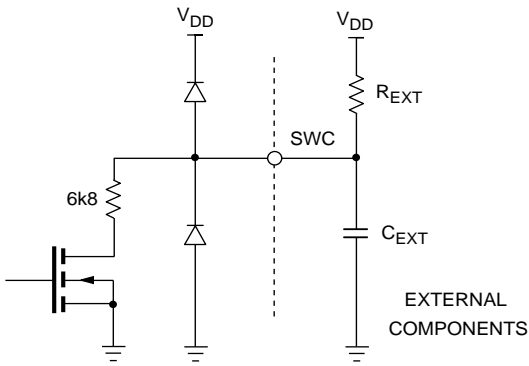 VDD
VDD
REXT
SWC
6k8
CEXT
EXTERNAL
COMPONENTS